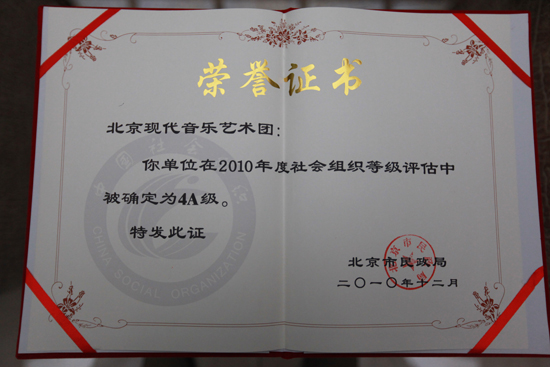 荣誉证书
北京现代音乐艺术团：
你单位在2010年度社会组织等级评估中
被确定为4A级。
特发此证
CHINA SOCIAL ORGANIZATION
北京市民政局
二〇一〇年十二月